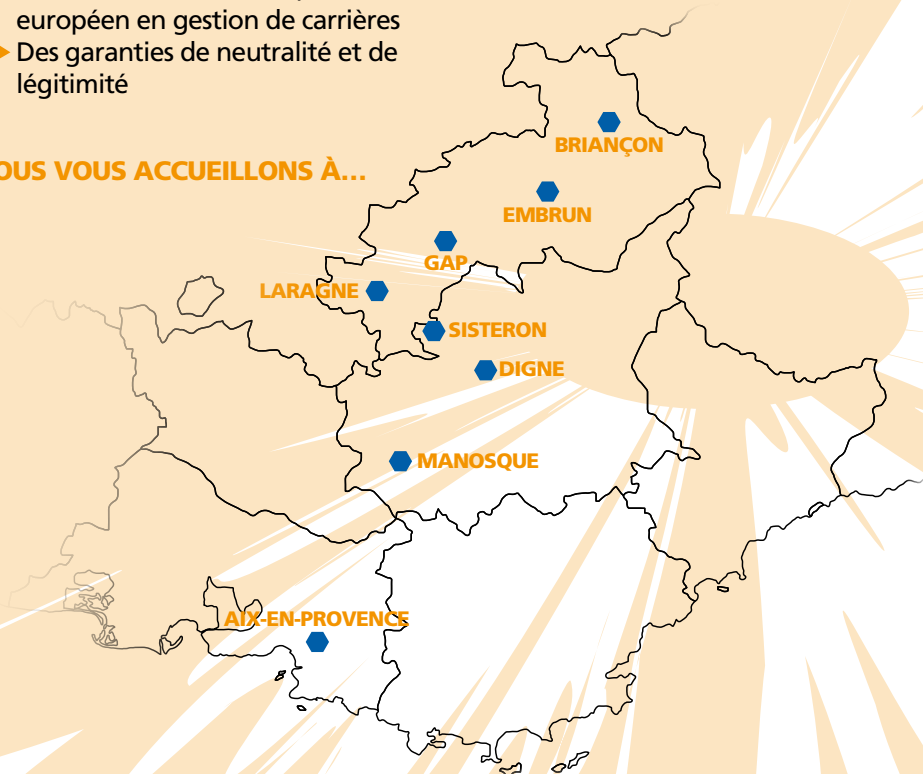 européen en gestion de carrières
Des garanties de neutralité et de
légitimité
OUS VOUS ACCUEILLONS À...
BRIANÇON
EMBRUN
GAP
LARAGNE
SISTERON
DIGNE
MANOSQUE
AIX-EN-PROVENCE